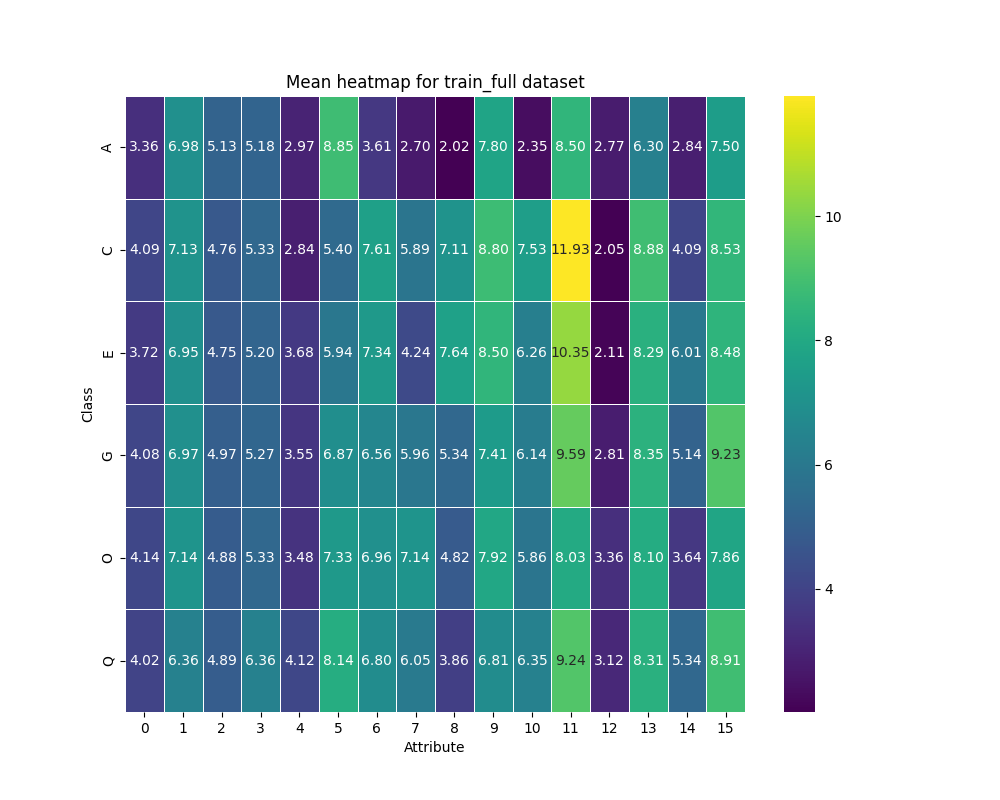 Mean heatmap for train_full dataset
A 3.36 6.98 5.13 5.18 2.97 8.85 3.61 2.70 2.02 7.80 2.35 8.50 2.77 6.30 2.84 7.50
C 4.09 7.13 4.76 5.33 2.84 5.40 7.61 5.89 7.11 8.80 7.53 11.93 2.05 8.88 4.09 8.53
E 3.72 6.95 4.75 5.20 3.68 5.94 7.34 4.24 7.64 8.50 6.26 10.35 2.11 8.29 6.01 8.48
G 4.08 6.97 4.97 5.27 3.55 6.87 6.56 5.96 5.34 7.41 6.14 9.59 2.81 8.35 5.14 9.23
O 4.14 7.14 4.88 5.33 3.48 7.33 6.96 7.14 4.82 7.92 5.86 8.03 3.36 8.10 3.64 7.86
Q 4.02 6.36 4.89 6.36 4.12 8.14 6.80 6.05 3.86 6.81 6.35 9.24 3.12 8.31 5.34 8.91
0 1 2 3 4 5 6 7 8 9 10 11 12 13 14 15
Attribute
Class
10
8
6
4